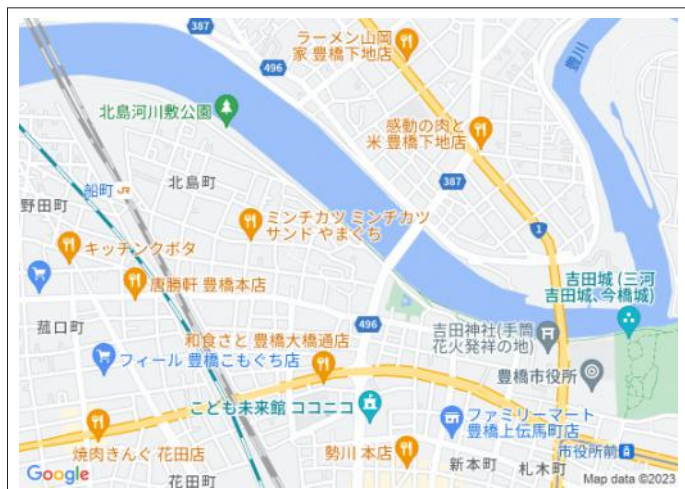 387
ラーメン山岡
家 豊橋下地店
496
豊川
北島河川敷公園
感動の肉と
米 豊橋下地店
387
北島町
船町
JR
野田町
ミンチカツ ミンチカツ
サンド やまぐち
1
キッチンクボタ
唐勝軒 豊橋本店
吉田城 (三河
吉田城、今橋城)
菰口町
496
吉田神社(手筒
花火発祥の地)
和食さと 豊橋大橋通店
フィール 豊橋こもぐち店
豊橋市役所
こども未来館 ココニコ
ファミリーマート
豊橋上伝馬町店
焼肉きんぐ 花田店
勢川 本店
市役所前
新本町
札木町
花田町
Google
Map data ©2023